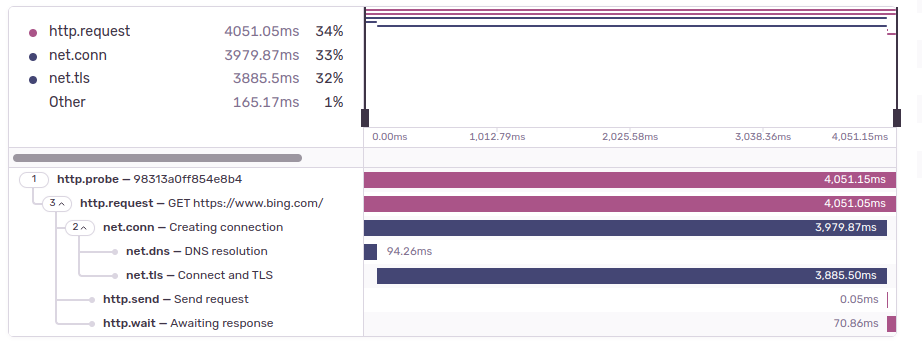 http.request 4051.05ms 34%
net.conn 3979.87ms 33%
net.tls 3885.5ms 32%
Other 165.17ms 1%
0.00ms 1,012.79ms 2,025.58ms 3,038.36ms 4,051.15ms
1 http.probe — 98313a0ff854e8b4 4,051.15ms
3 http.request — GET https://www.bing.com/ 4,051.05ms
2 net.conn — Creating connection 3,979.87ms
net.dns — DNS resolution 94.26ms
net.tls — Connect and TLS 3,885.50ms
http.send — Send request 0.05ms
http.wait — Awaiting response 70.86ms